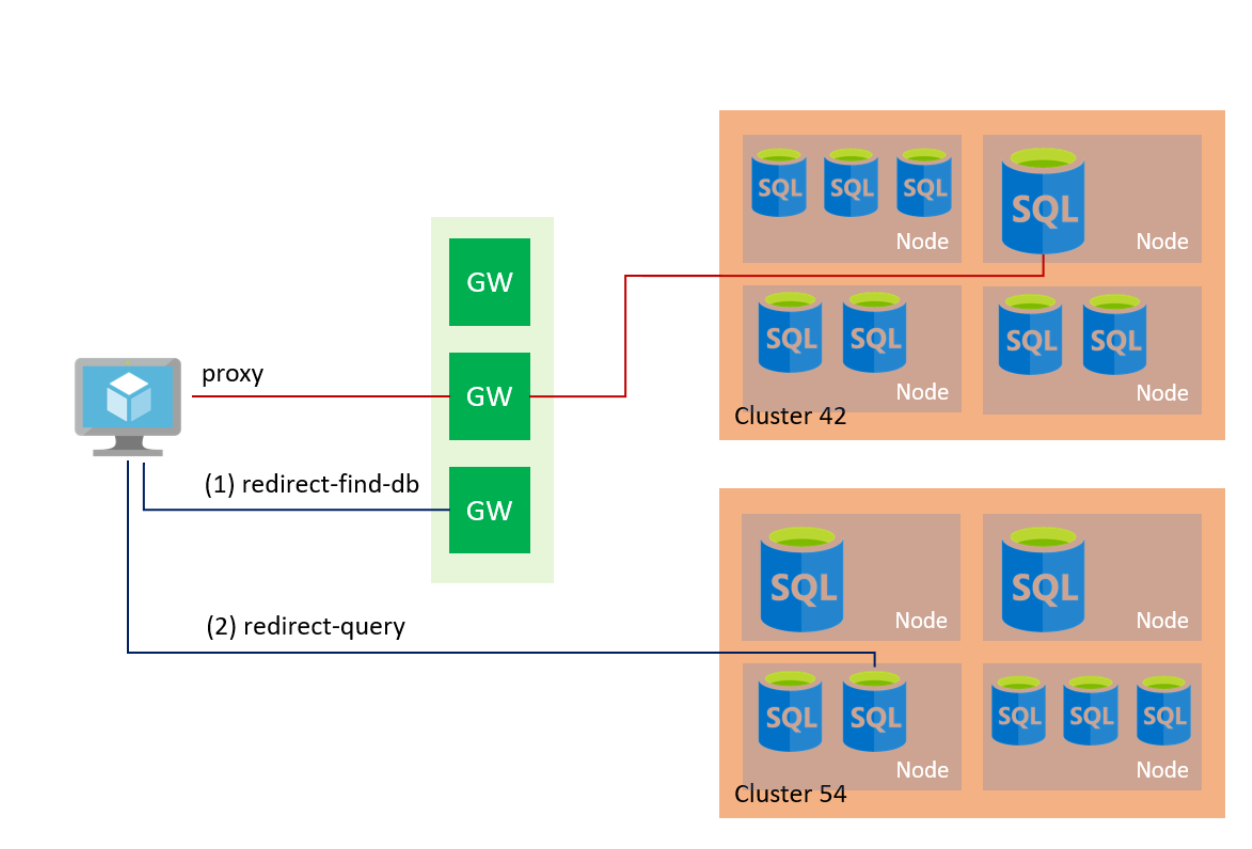 SQL SQL SQL
Node
SQL
Node
GW
SQL SQL
Node
SQL SQL
Node
Cluster 42
proxy
GW
(1) redirect-find-db
GW
SQL
Node
SQL
Node
(2) redirect-query
SQL SQL
Node
SQL SQL SQL
Node
Cluster 54